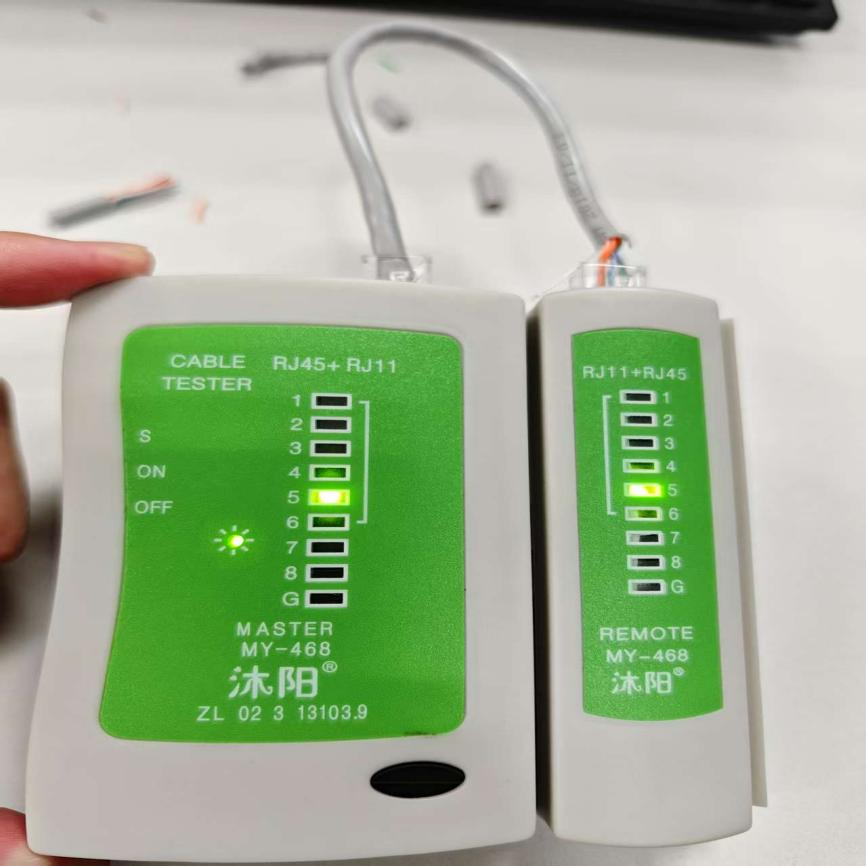 CABLE TESTER
RJ45+RJ11
S
ON
OFF
1
2
3
4
5
6
7
8
G
MASTER
MY-468
沐阳®
ZL 02 3 13103.9
RJ11+RJ45
1
2
3
4
5
6
7
8
G
REMOTE
MY-468
沐阳®